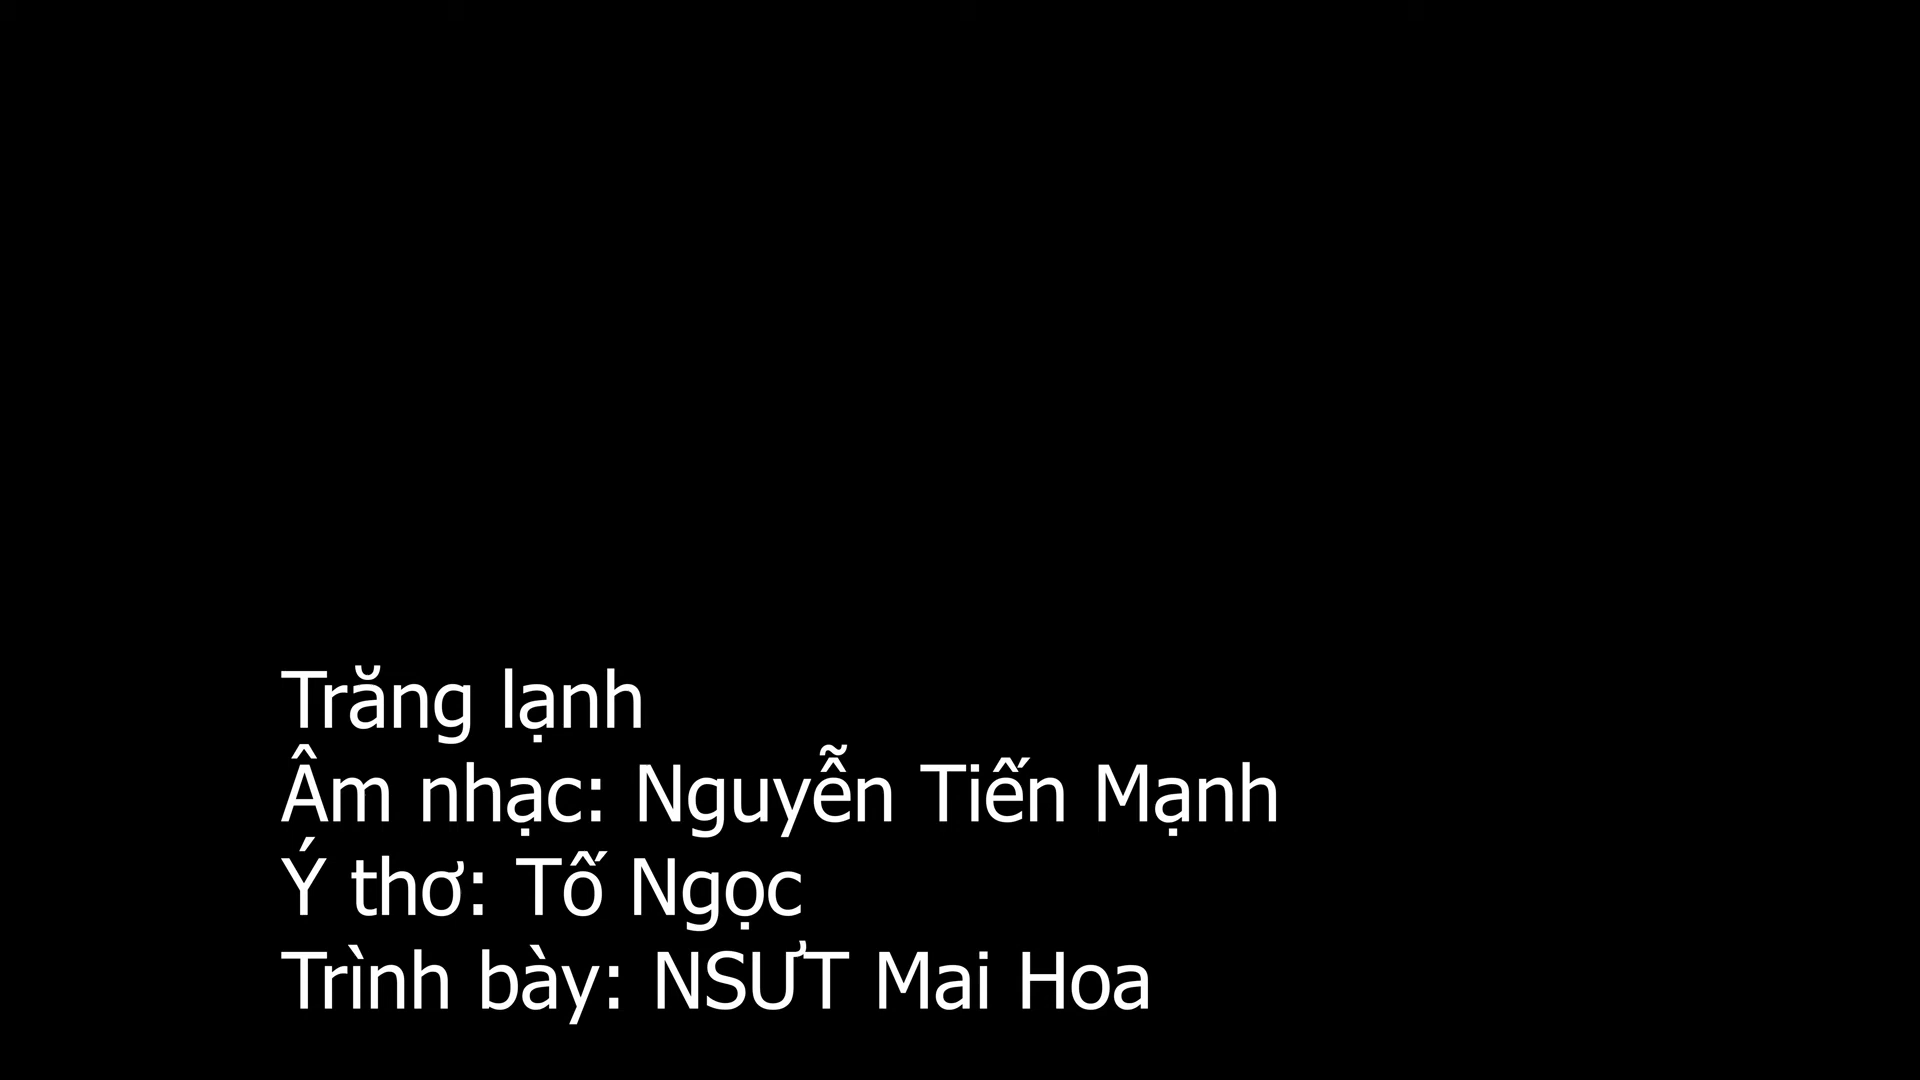 Trăng lạnh
Âm nhạc: Nguyễn Tiến Mạnh
Ý thơ: Tố Ngọc
Trình bày: NSƯT Mai Hoa